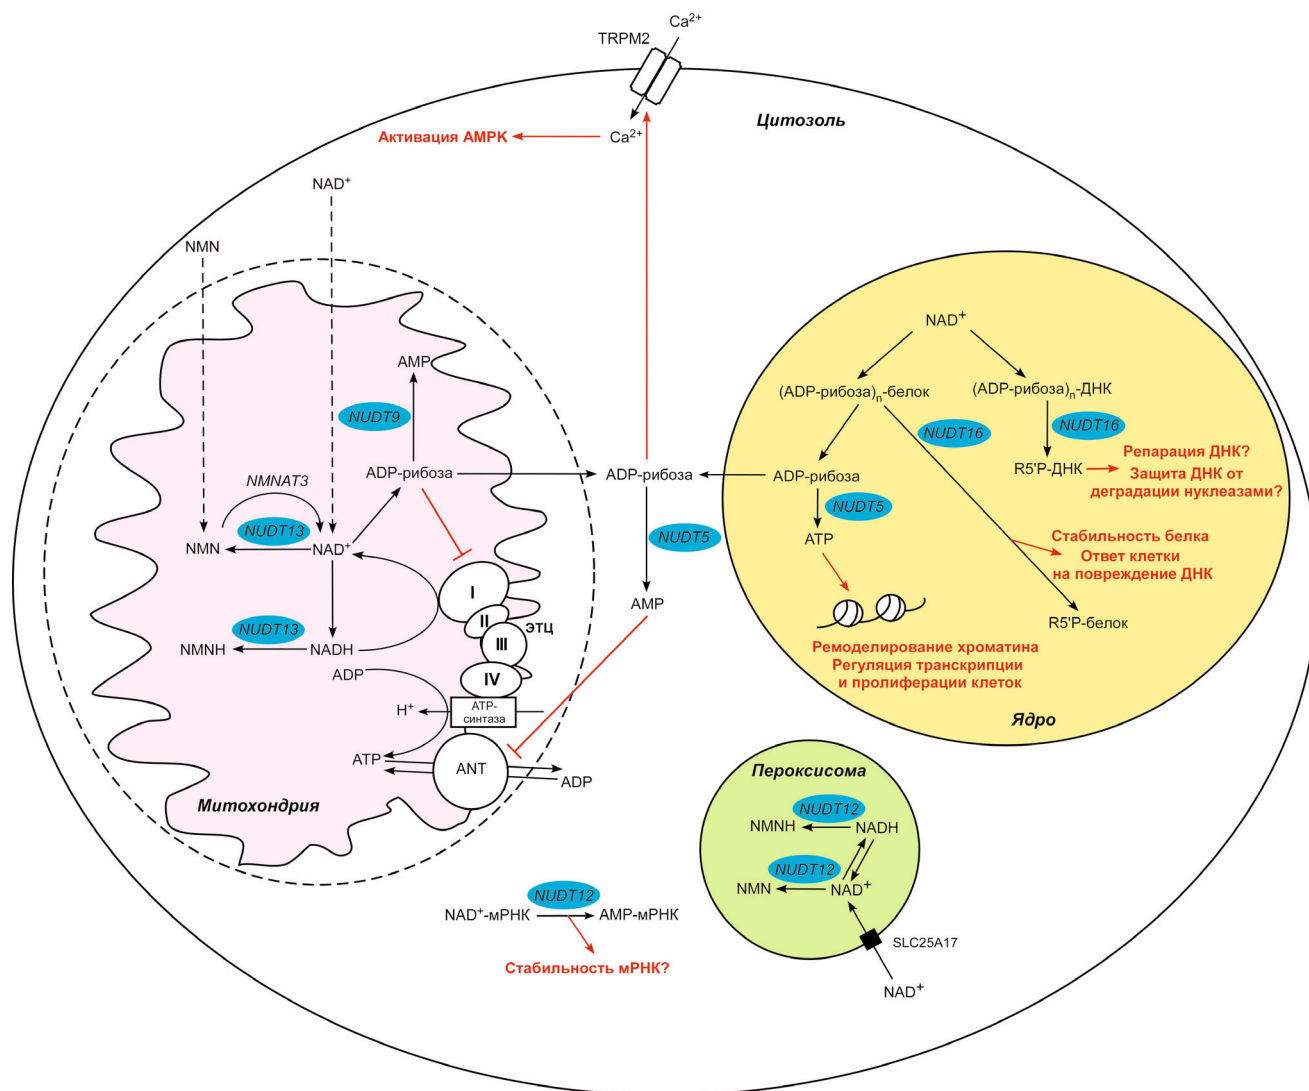 Ca²⁺
TRPM2
Цитозоль
Активация AMPK
Ca²⁺
NAD⁺
NMN
AMP
NUDT9
ADP-рибоза
NMNAT3
NUDT13
NMN
NAD⁺
NUDT13
NMNH
NADH
ADP
I
II
III
IV
ЭТЦ
H⁺
ATP-
синтаза
ATP
ANT
ADP
Митохондрия
ADP-рибоза
NUDT5
AMP
NAD⁺
(ADP-рибоза)ₙ-белок
(ADP-рибоза)ₙ-ДНК
NUDT16
NUDT16
ADP-рибоза
R5'P-ДНК
Репарация ДНК?
Защита ДНК от
деградации нуклеазами?
NUDT5
ATP
Стабильность белка
Ответ клетки
на повреждение ДНК
R5'P-белок
Ремоделирование хроматина
Регуляция транскрипции
и пролиферации клеток
Ядро
Пероксисома
NUDT12
NMNH
NADH
NUDT12
NMN
NAD⁺
SLC25A17
NAD⁺
NUDT12
NAD⁺-мРНК
AMP-мРНК
Стабильность мРНК?